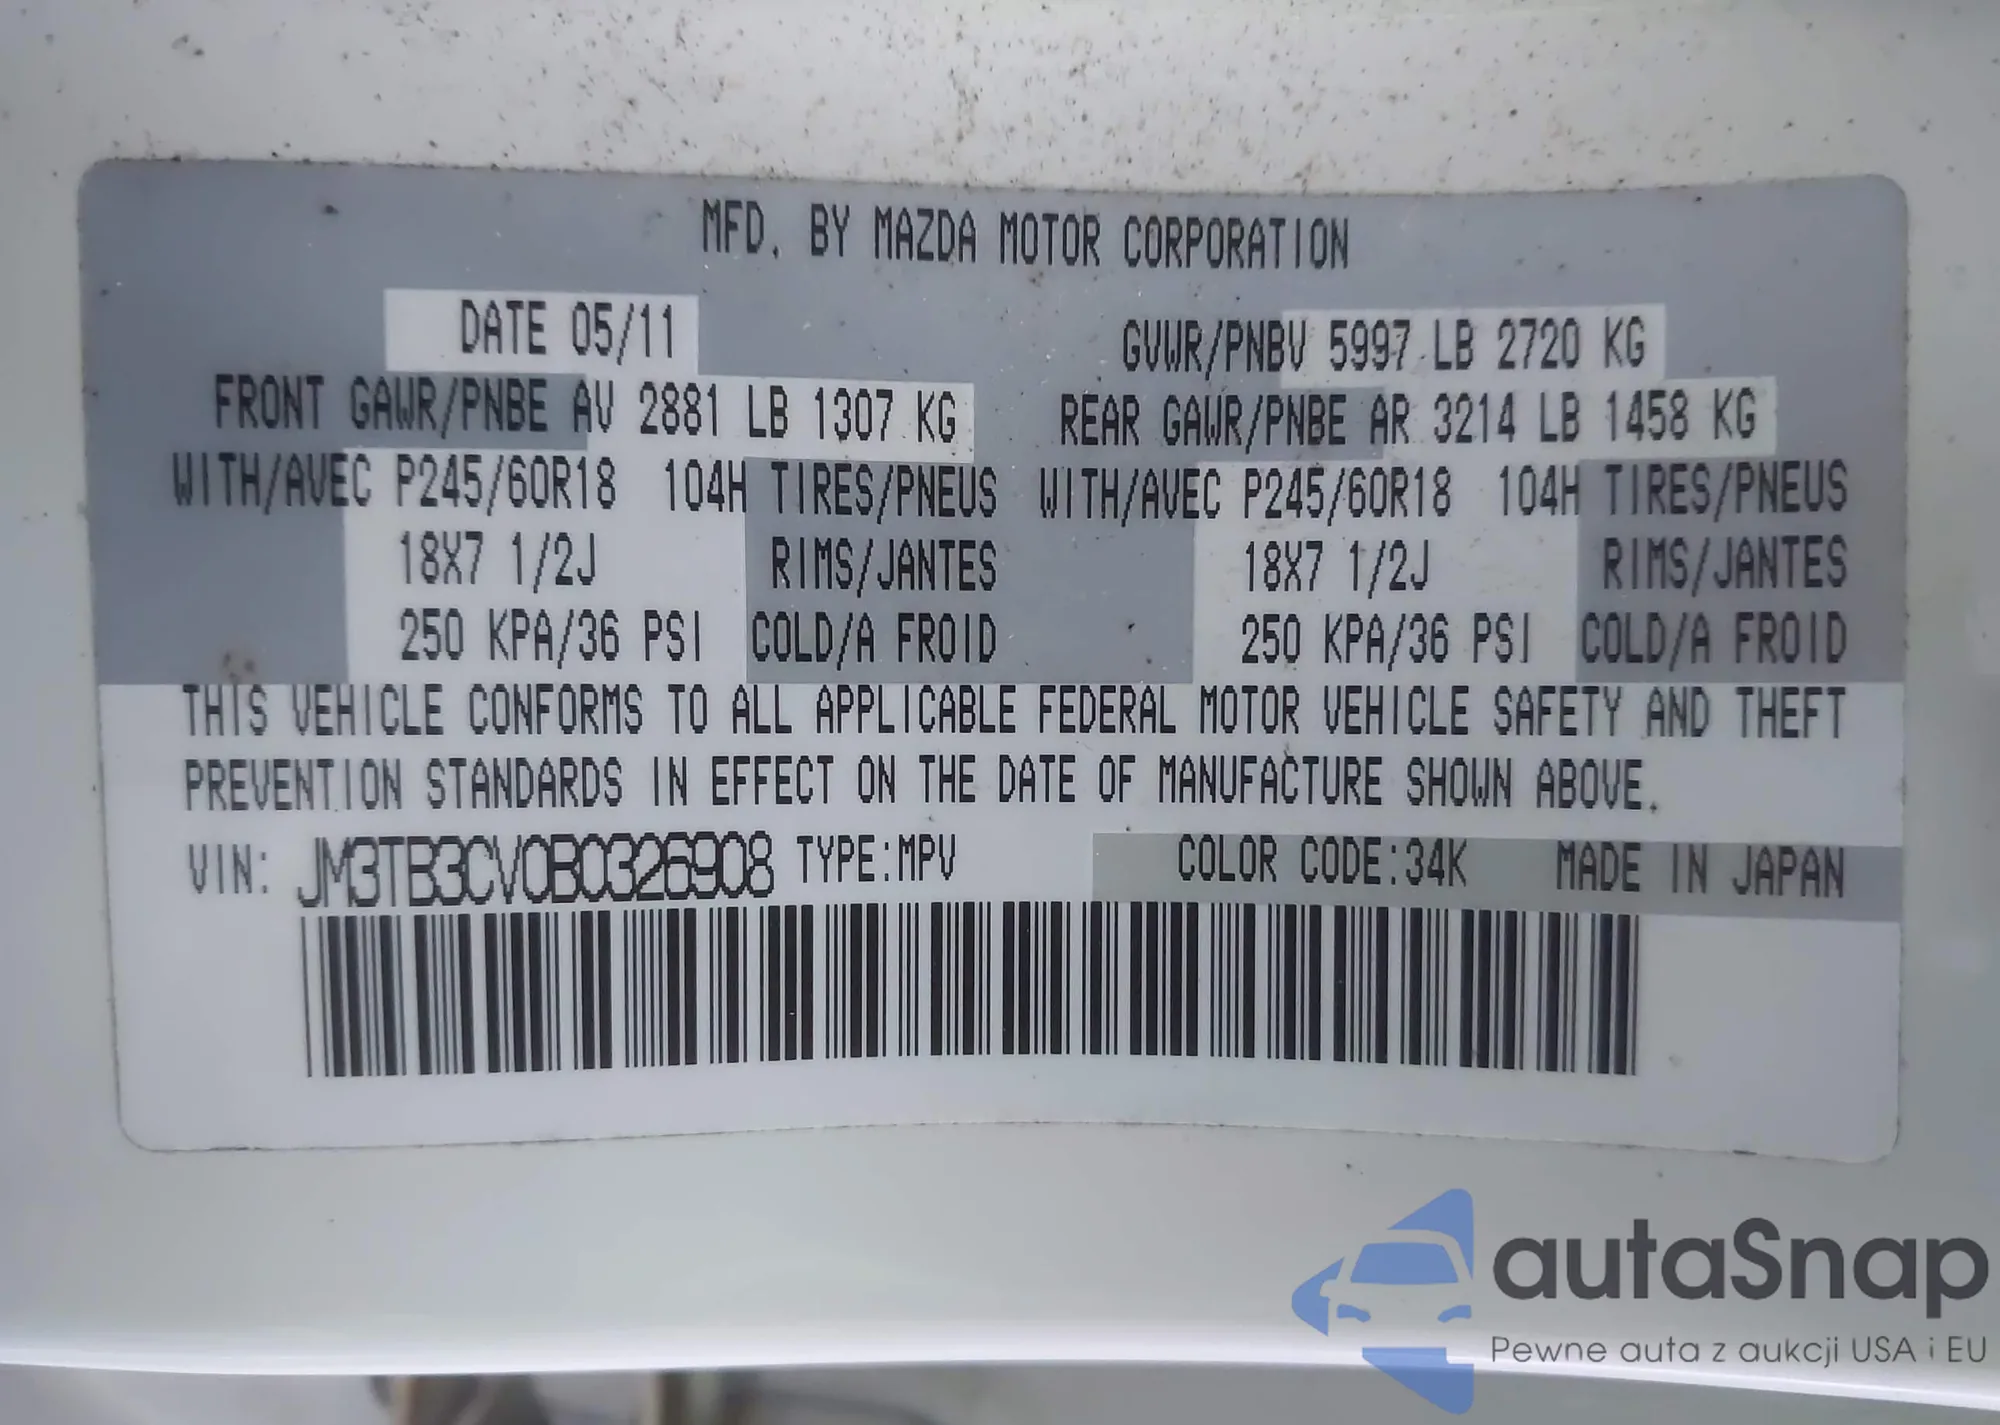 MFD. BY MAZDA MOTOR CORPORATION
DATE 05/11
GVWR/PNBV 5997 LB 2720 KG
FRONT GAWR/PNBE AV 2881 LB 1307 KG
REAR GAWR/PNBE AR 3214 LB 1458 KG
WITH/AVEC P245/60R18 104H TIRES/PNEUS
WITH/AVEC P245/60R18 104H TIRES/PNEUS
18X7 1/2J RIMS/JANTES
18X7 1/2J RIMS/JANTES
250 KPA/36 PSI COLD/A FROID
250 KPA/36 PSI COLD/A FROID
THIS VEHICLE CONFORMS TO ALL APPLICABLE FEDERAL MOTOR VEHICLE SAFETY AND THEFT
PREVENTION STANDARDS IN EFFECT ON THE DATE OF MANUFACTURE SHOWN ABOVE.
VIN: JM3TB3CV0B0326908 TYPE:MPV COLOR CODE:34K MADE IN JAPAN
autaSnap
Pewne auta z aukcji USA i EU